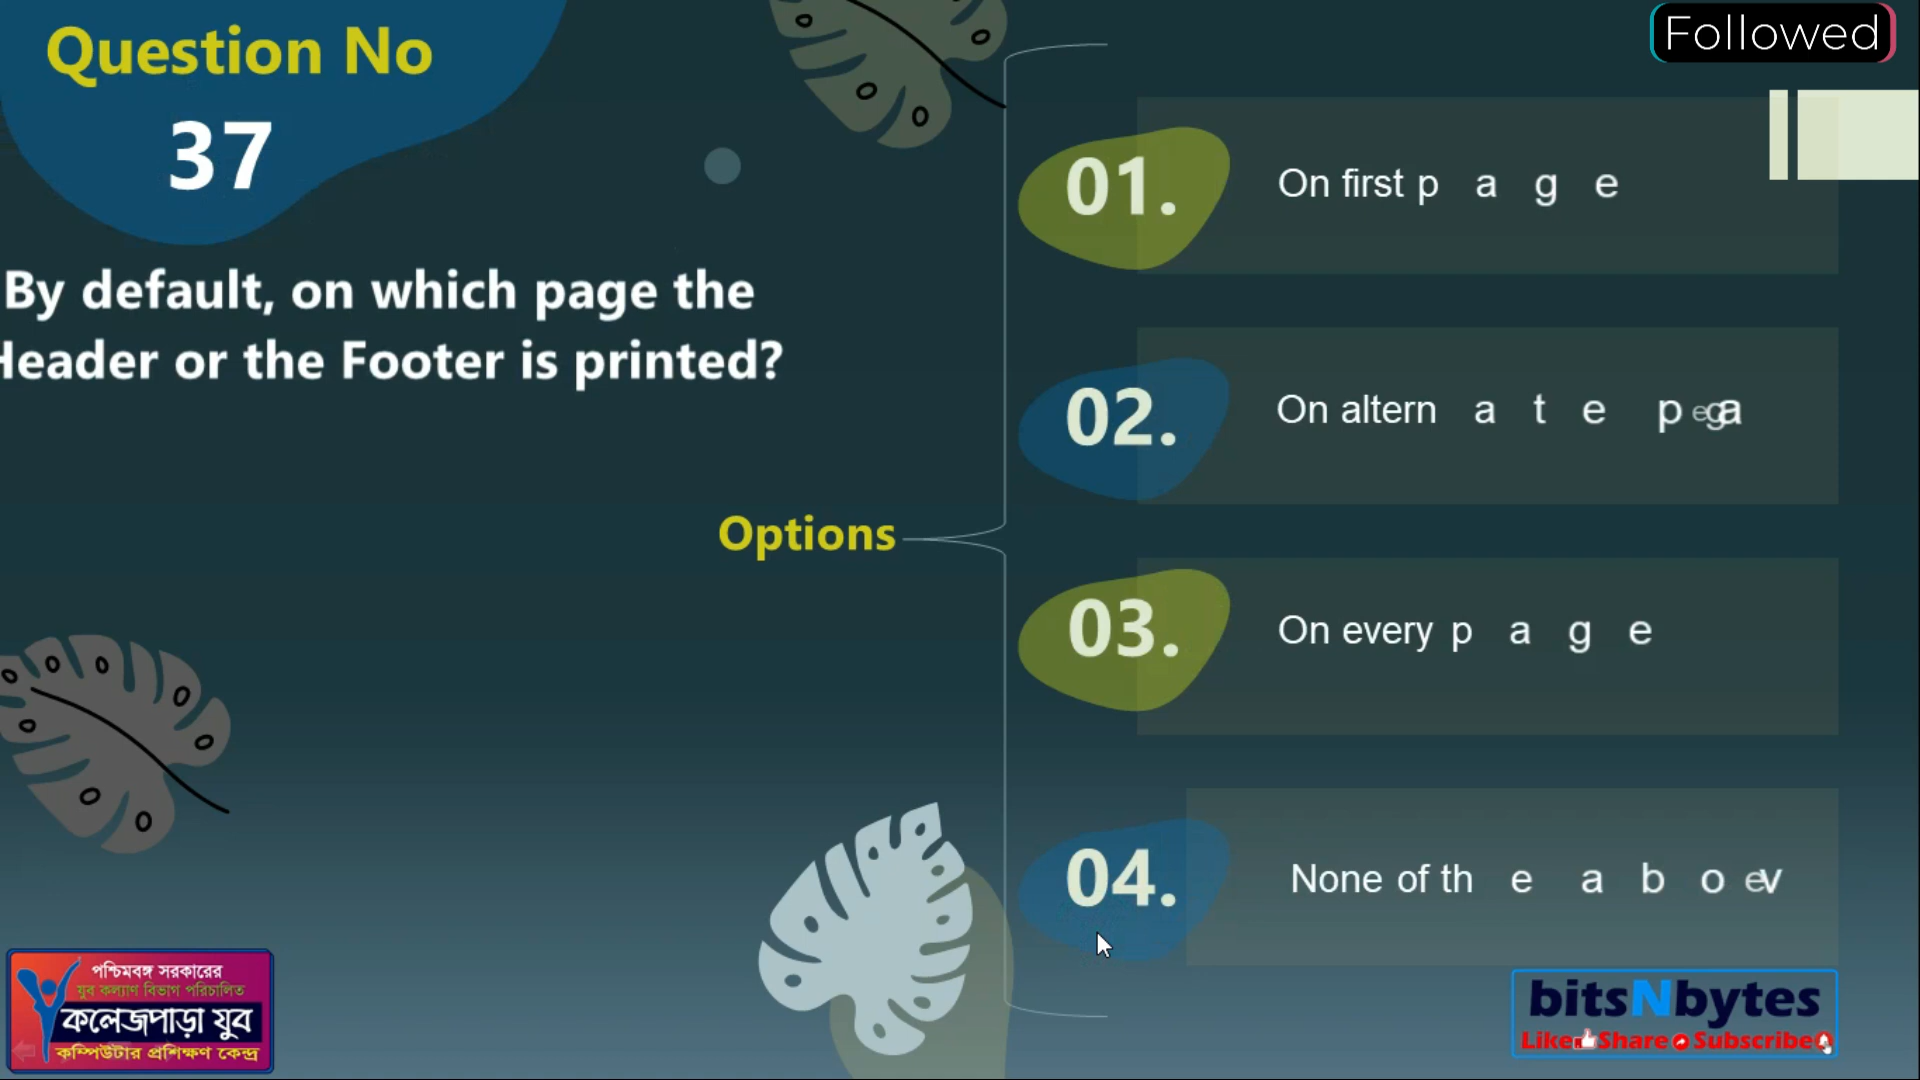 Question No
37
By default, on which page the
Header or the Footer is printed?
Options
Followed
01.
On first p a g e
02.
On altern a t e p ega
03.
On every p a g e
04.
None of th e a b o ev
পশ্চিমবঙ্গ সরকারের
যুব কল্যাণ বিভাগ পরিচালিত
কলেজপাড়া যুব
কম্পিউটার প্রশিক্ষণ কেন্দ্র
bitsNbytes
Like Share Subscribe